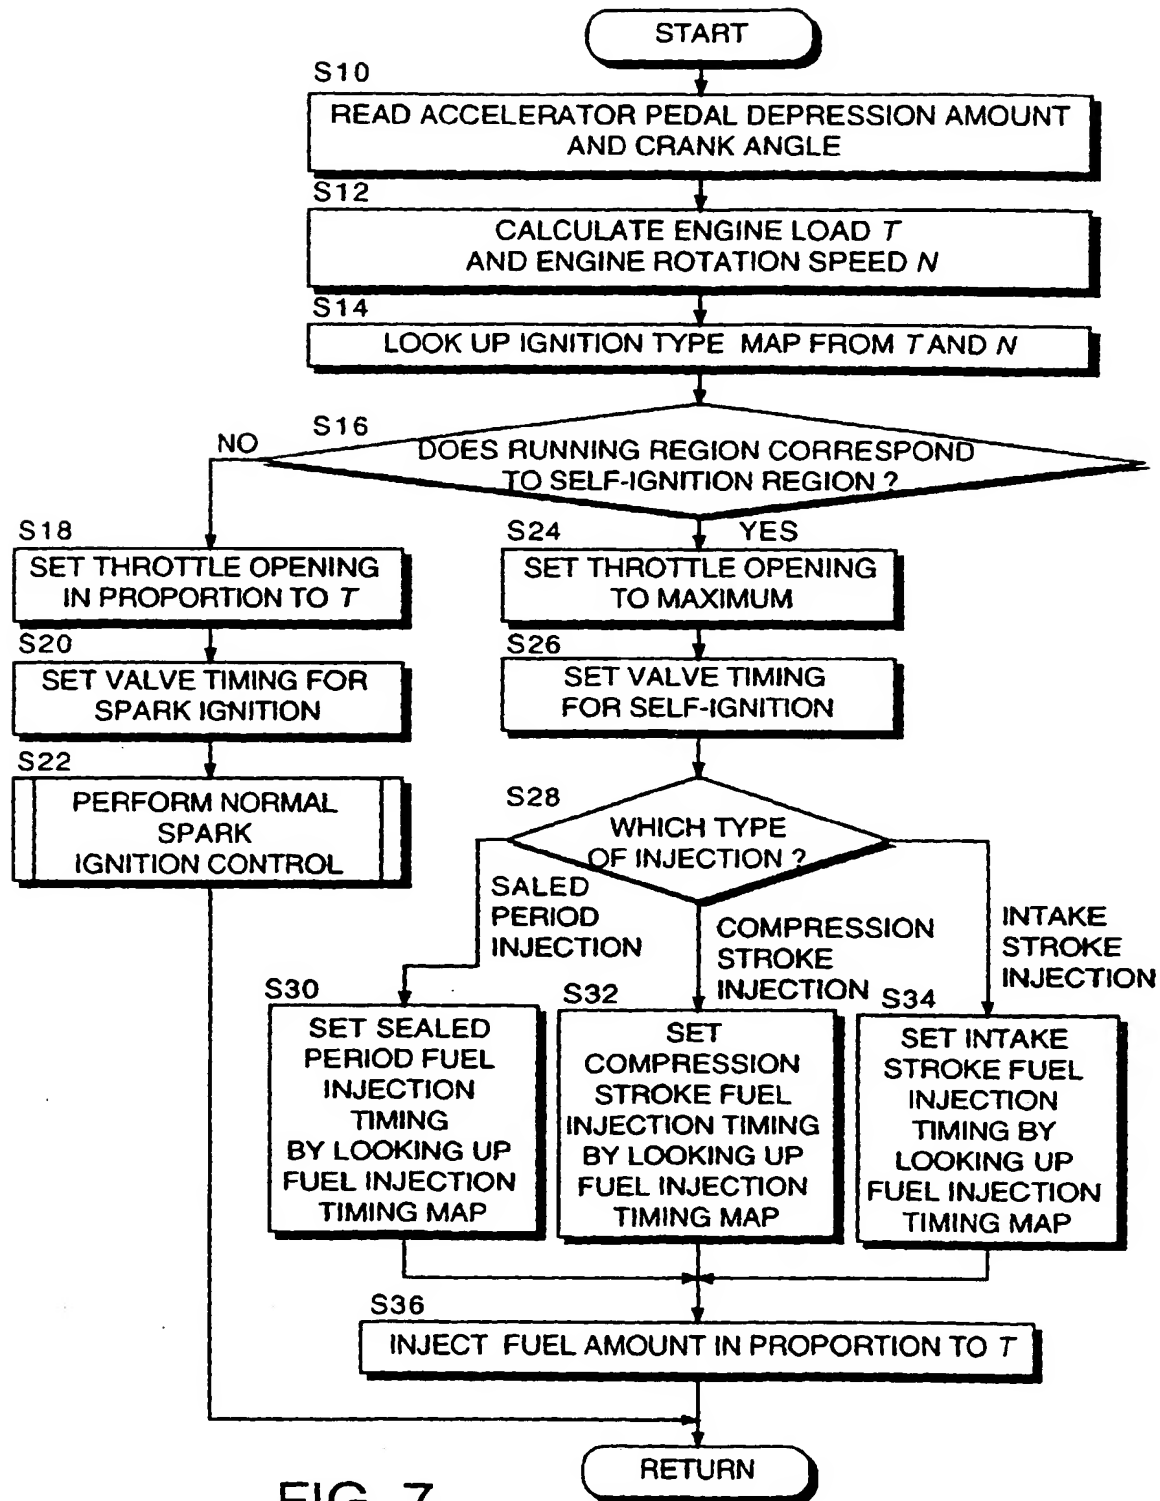 START
S10
READ ACCELERATOR PEDAL DEPRESSION AMOUNT
AND CRANK ANGLE
S12
CALCULATE ENGINE LOAD T
AND ENGINE ROTATION SPEED N
S14
LOOK UP IGNITION TYPE MAP FROM T AND N
S16
NO
DOES RUNNING REGION CORRESPOND
TO SELF-IGNITION REGION ?
YES
S18
SET THROTTLE OPENING
IN PROPORTION TO T
S20
SET VALVE TIMING FOR
SPARK IGNITION
S22
PERFORM NORMAL
SPARK
IGNITION CONTROL
S24
SET THROTTLE OPENING
TO MAXIMUM
S26
SET VALVE TIMING
FOR SELF-IGNITION
S28
WHICH TYPE
OF INJECTION ?
SALED
PERIOD
INJECTION
COMPRESSION
STROKE
INJECTION
INTAKE
STROKE
INJECTION
S30
SET SEALED
PERIOD FUEL
INJECTION
TIMING
BY LOOKING UP
FUEL INJECTION
TIMING MAP
S32
SET
COMPRESSION
STROKE FUEL
INJECTION TIMING
BY LOOKING UP
FUEL INJECTION
TIMING MAP
S34
SET INTAKE
STROKE FUEL
INJECTION
TIMING BY
LOOKING UP
FUEL INJECTION
TIMING MAP
S36
INJECT FUEL AMOUNT IN PROPORTION TO T
RETURN
FIG. 7